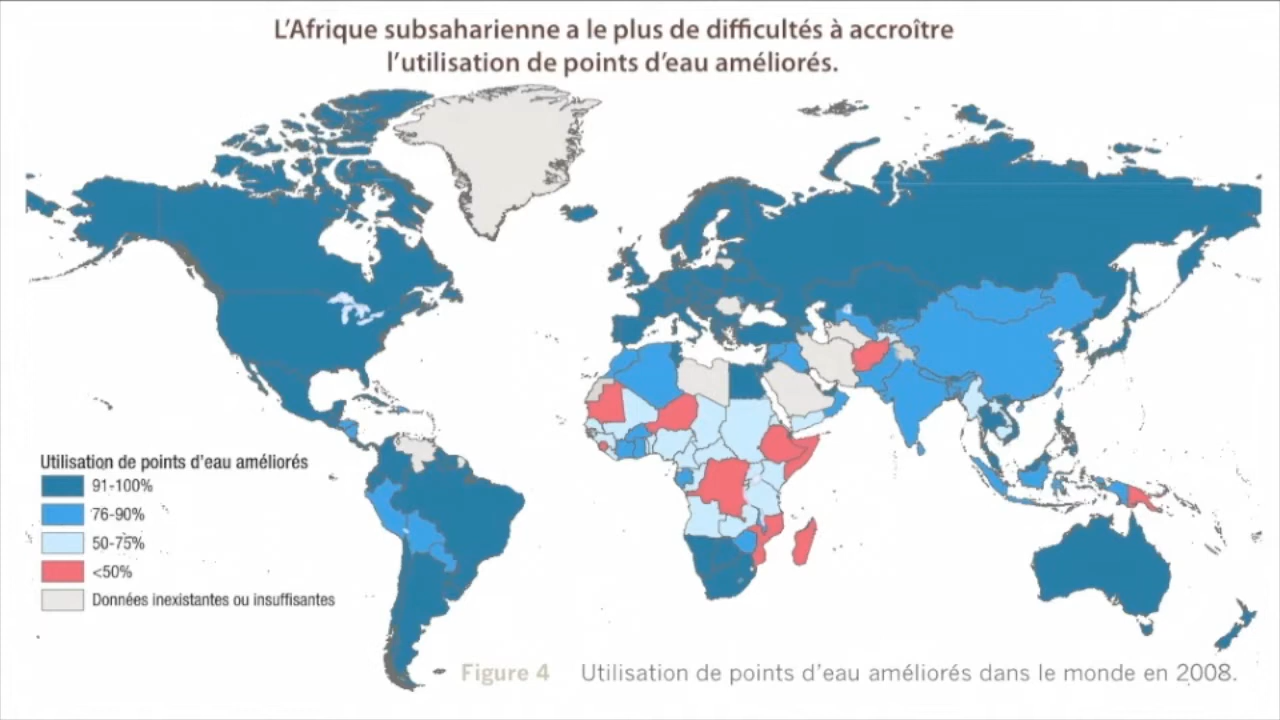 L'Afrique subsaharienne a le plus de difficultés à accroître
l'utilisation de points d'eau améliorés.
Utilisation de points d'eau améliorés
91-100%
76-90%
50-75%
<50%
Données inexistantes ou insuffisantes
Figure 4 Utilisation de points d'eau améliorés dans le monde en 2008.